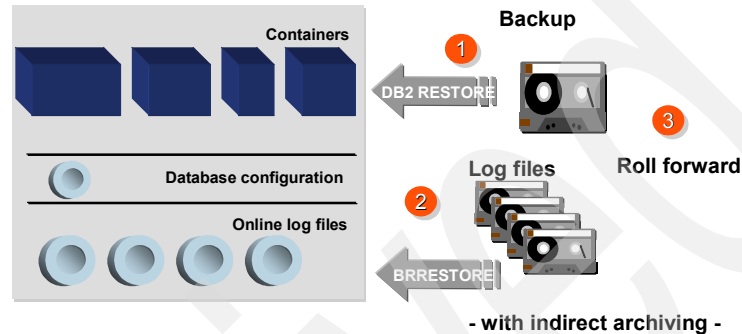 Backup
Containers
1
DB2 RESTORE
3
Roll forward
Database configuration
Log files
2
Online log files
BRRESTORE
- with indirect archiving -